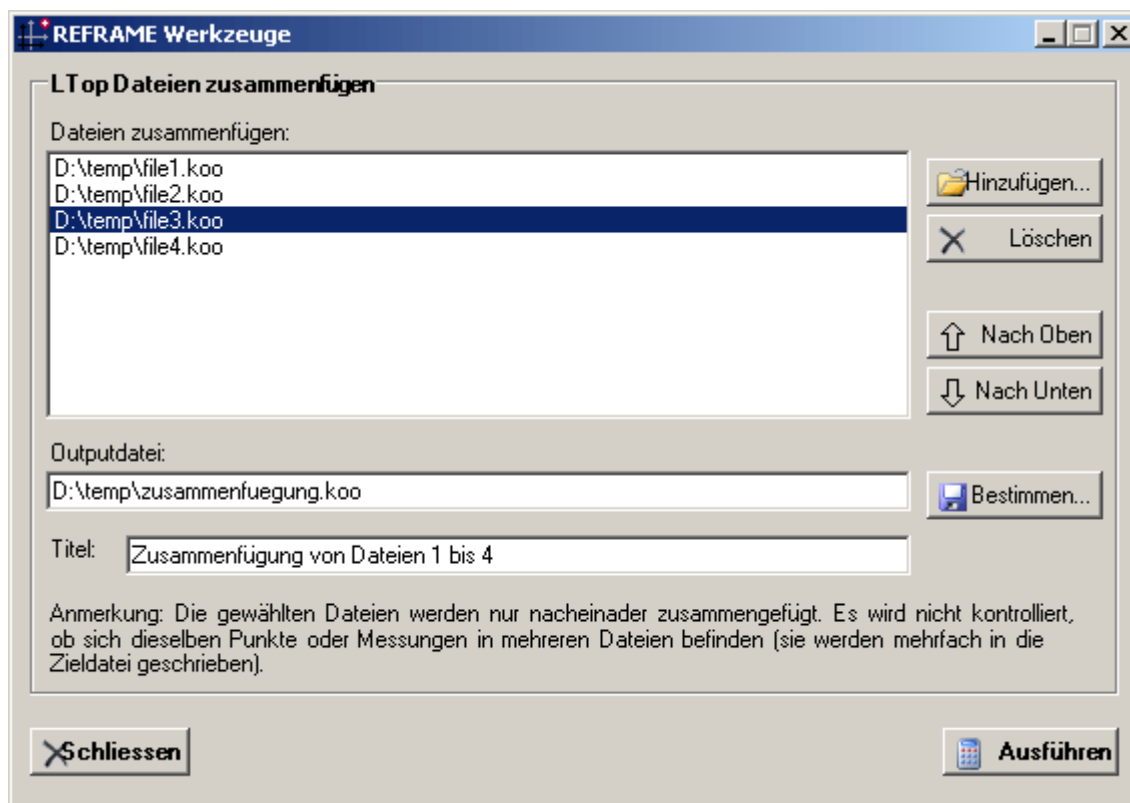 REFRAME Werkzeuge
LTop Dateien zusammenfügen
Dateien zusammenfügen:
D:\temp\file1.koo
D:\temp\file2.koo
D:\temp\file3.koo
D:\temp\file4.koo
Hinzufügen...
Löschen
Nach Oben
Nach Unten
Outputdatei:
D:\temp\zusammenfuegung.koo
Bestimmen...
Titel:
Zusammenfügung von Dateien 1 bis 4
Anmerkung: Die gewählten Dateien werden nur nacheinader zusammengefügt. Es wird nicht kontrolliert,
ob sich dieselben Punkte oder Messungen in mehreren Dateien befinden (sie werden mehrfach in die
Zieldatei geschrieben).
Schliessen
Ausführen